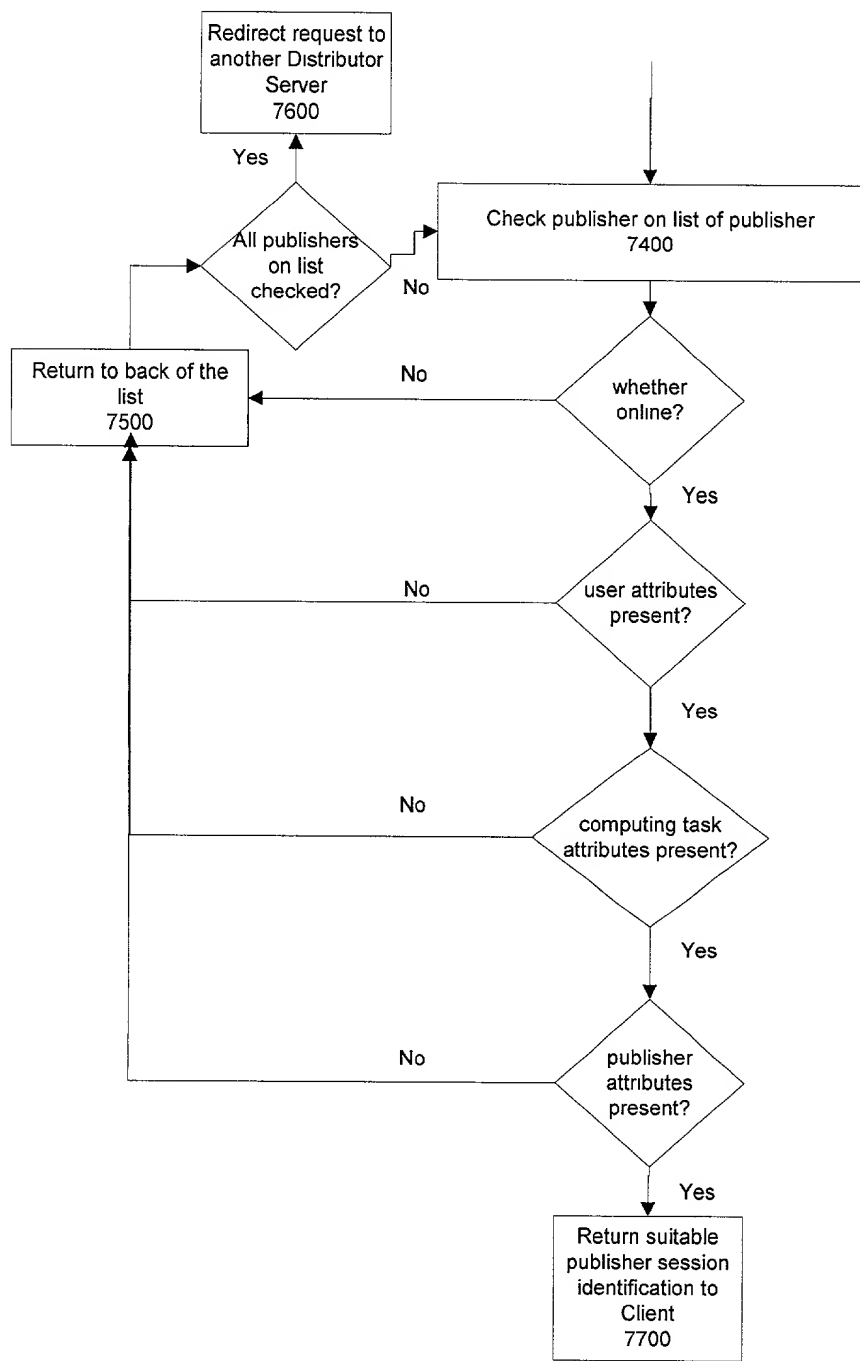 Redirect request to
another Distributor
Server
7600
Yes
All publishers
on list
checked?
No
Check publisher on list of publisher
7400
Return to back of the
list
7500
No
whether
online?
Yes
No
user attributes
present?
Yes
No
computing task
attributes present?
Yes
No
publisher
attributes
present?
Yes
Return suitable
publisher session
identification to
Client
7700